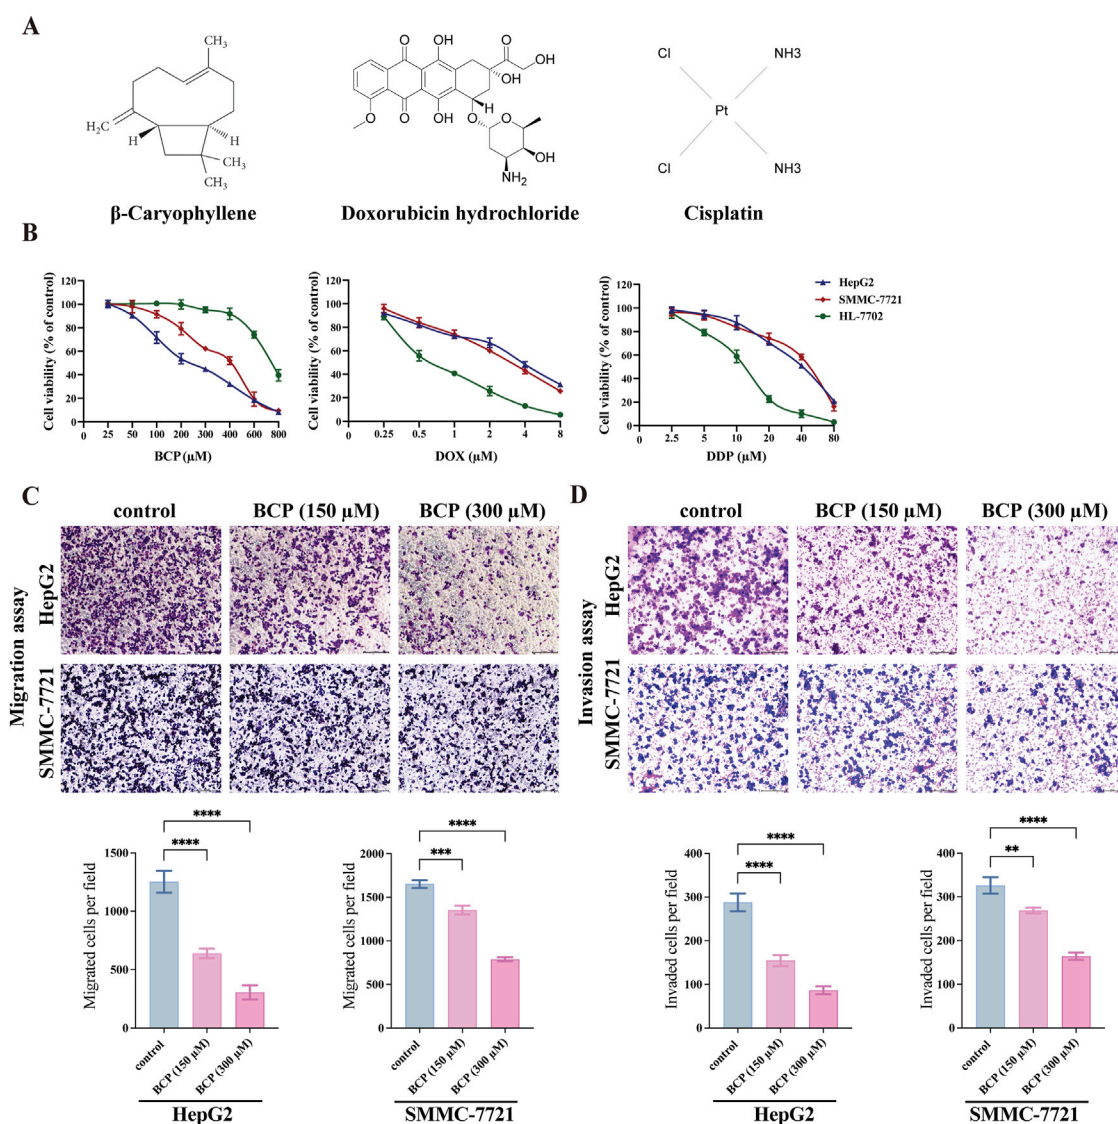 A
CH3
H2C
H
H
CH3
CH3
β-Caryophyllene
O
OH
O
OH
OH
O
O
OH
H
O
O
OH
NH2
Doxorubicin hydrochloride
Cl
NH3
Pt
Cl
NH3
Cisplatin
B
Cell viability (% of control)
120
100
80
60
40
20
0
0
25
50
100
200
300
400
600
800
BCP (μM)
Cell viability (% of control)
120
100
80
60
40
20
0
0
0.25
0.5
1
2
4
8
DOX (μM)
Cell viability (% of control)
120
100
80
60
40
20
0
0
2.5
5
10
20
40
80
DDP (μM)
HepG2
SMMC-7721
HL-7702
C
control
BCP (150 μM)
BCP (300 μM)
Migration assay
HepG2
SMMC-7721
D
control
BCP (150 μM)
BCP (300 μM)
Invasion assay
HepG2
SMMC-7721
Migrated cells per field
1500
1000
500
0
****
****
control
BCP (150 μM)
BCP (300 μM)
HepG2
Migrated cells per field
2000
1500
1000
500
0
****
***
control
BCP (150 μM)
BCP (300 μM)
SMMC-7721
Invaded cells per field
400
300
200
100
0
****
****
control
BCP (150 μM)
BCP (300 μM)
HepG2
Invaded cells per field
400
300
200
100
0
****
**
control
BCP (150 μM)
BCP (300 μM)
SMMC-7721